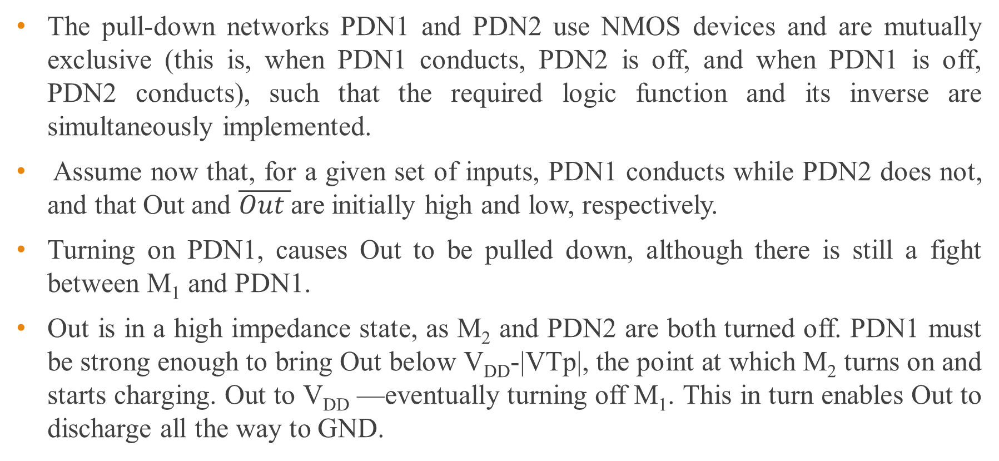 • The pull-down networks PDN1 and PDN2 use NMOS devices and are mutually
exclusive (this is, when PDN1 conducts, PDN2 is off, and when PDN1 is off,
PDN2 conducts), such that the required logic function and its inverse are
simultaneously implemented.
• Assume now that, for a given set of inputs, PDN1 conducts while PDN2 does not,
and that Out and \overline{Out} are initially high and low, respectively.
• Turning on PDN1, causes Out to be pulled down, although there is still a fight
between M₁ and PDN1.
• Out is in a high impedance state, as M₂ and PDN2 are both turned off. PDN1 must
be strong enough to bring Out below V_{DD}-|VTp|, the point at which M₂ turns on and
starts charging. Out to V_{DD} —eventually turning off M₁. This in turn enables Out to
discharge all the way to GND.